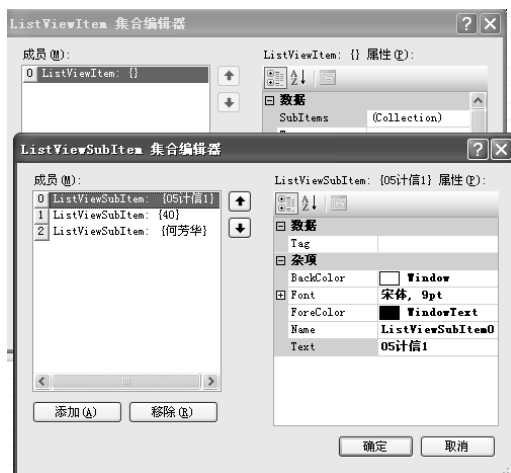 ListViewItem 集合编辑器
成员(M):
ListViewItem: {} 属性(P):
0 ListViewItem: {}
数据
SubItems (Collection)
ListViewSubItem 集合编辑器
成员(M):
ListViewSubItem: {05计信1} 属性(P):
0 ListViewSubItem: {05计信1}
1 ListViewSubItem: {40}
2 ListViewSubItem: {何芳华}
数据
Tag
杂项
BackColor Window
Font 宋体, 9pt
ForeColor WindowText
Name ListViewSubItem0
Text 05计信1
添加(A) 移除(R)
确定 取消